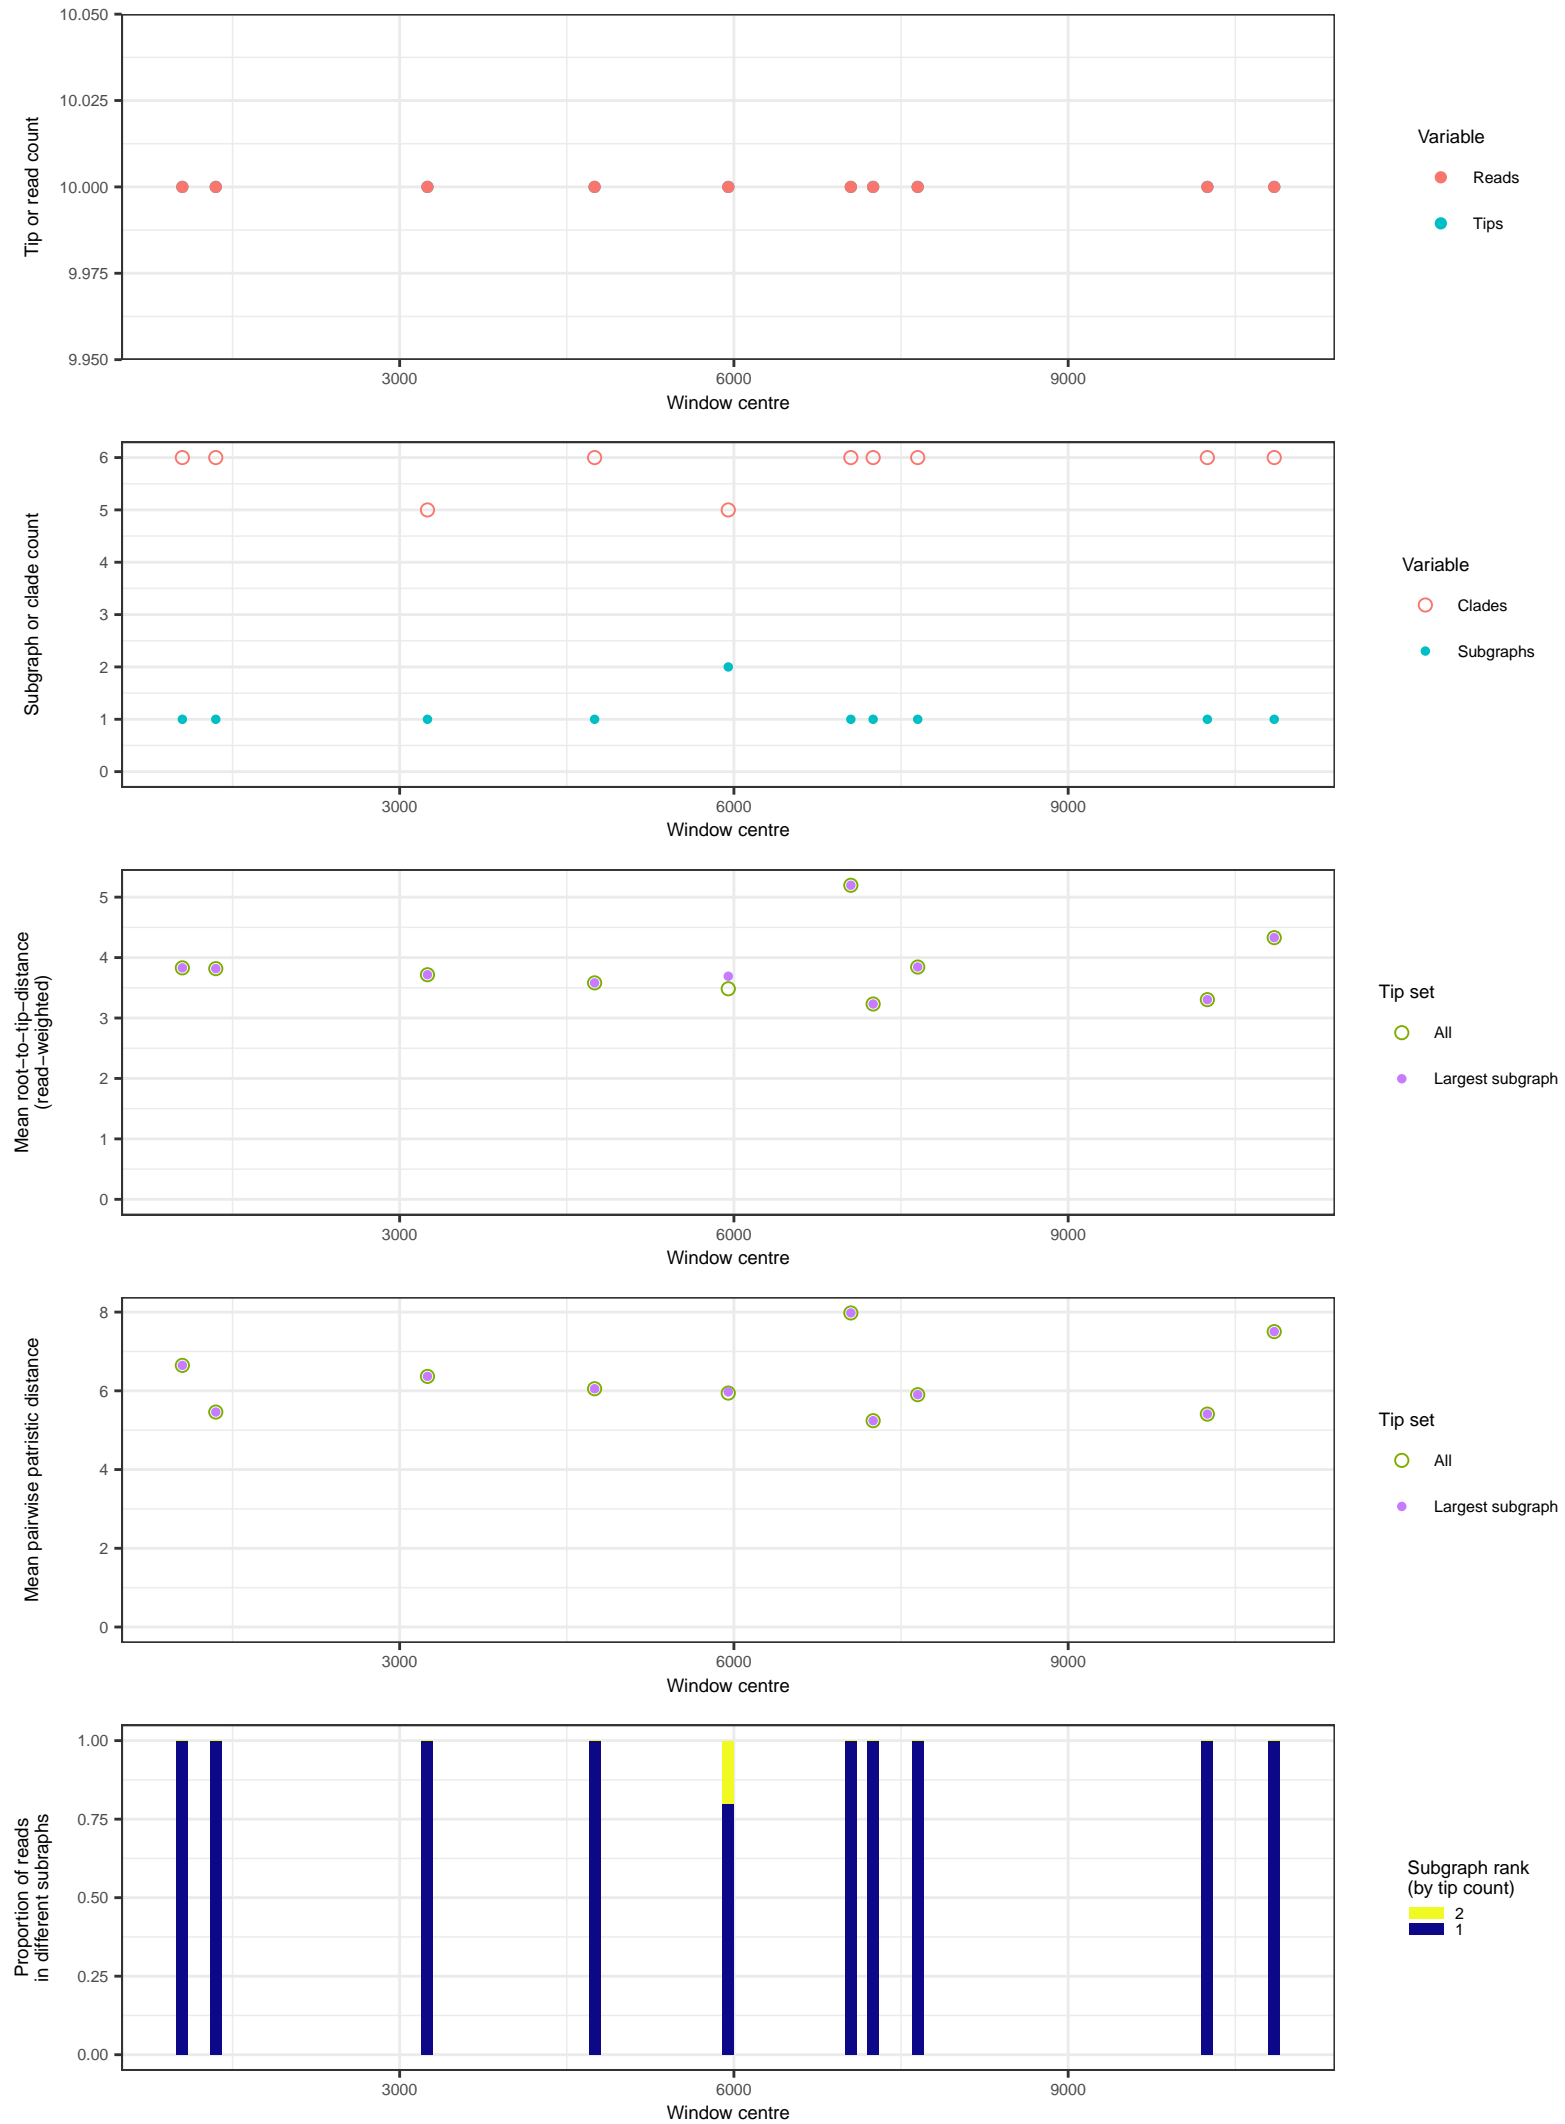 10.050
10.025
10.000
9.975
9.950
Tip or read count
3000 6000 9000
Window centre
Variable
Reads
Tips
6
5
4
3
2
1
0
Subgraph or clade count
3000 6000 9000
Window centre
Variable
Clades
Subgraphs
5
4
3
2
1
0
Mean root−to−tip−distance
(read−weighted)
3000 6000 9000
Window centre
Tip set
All
Largest subgraph
8
6
4
2
0
Mean pairwise patristic distance
3000 6000 9000
Window centre
Tip set
All
Largest subgraph
1.00
0.75
0.50
0.25
0.00
Proportion of reads
in different subraphs
3000 6000 9000
Window centre
Subgraph rank
(by tip count)
2
1